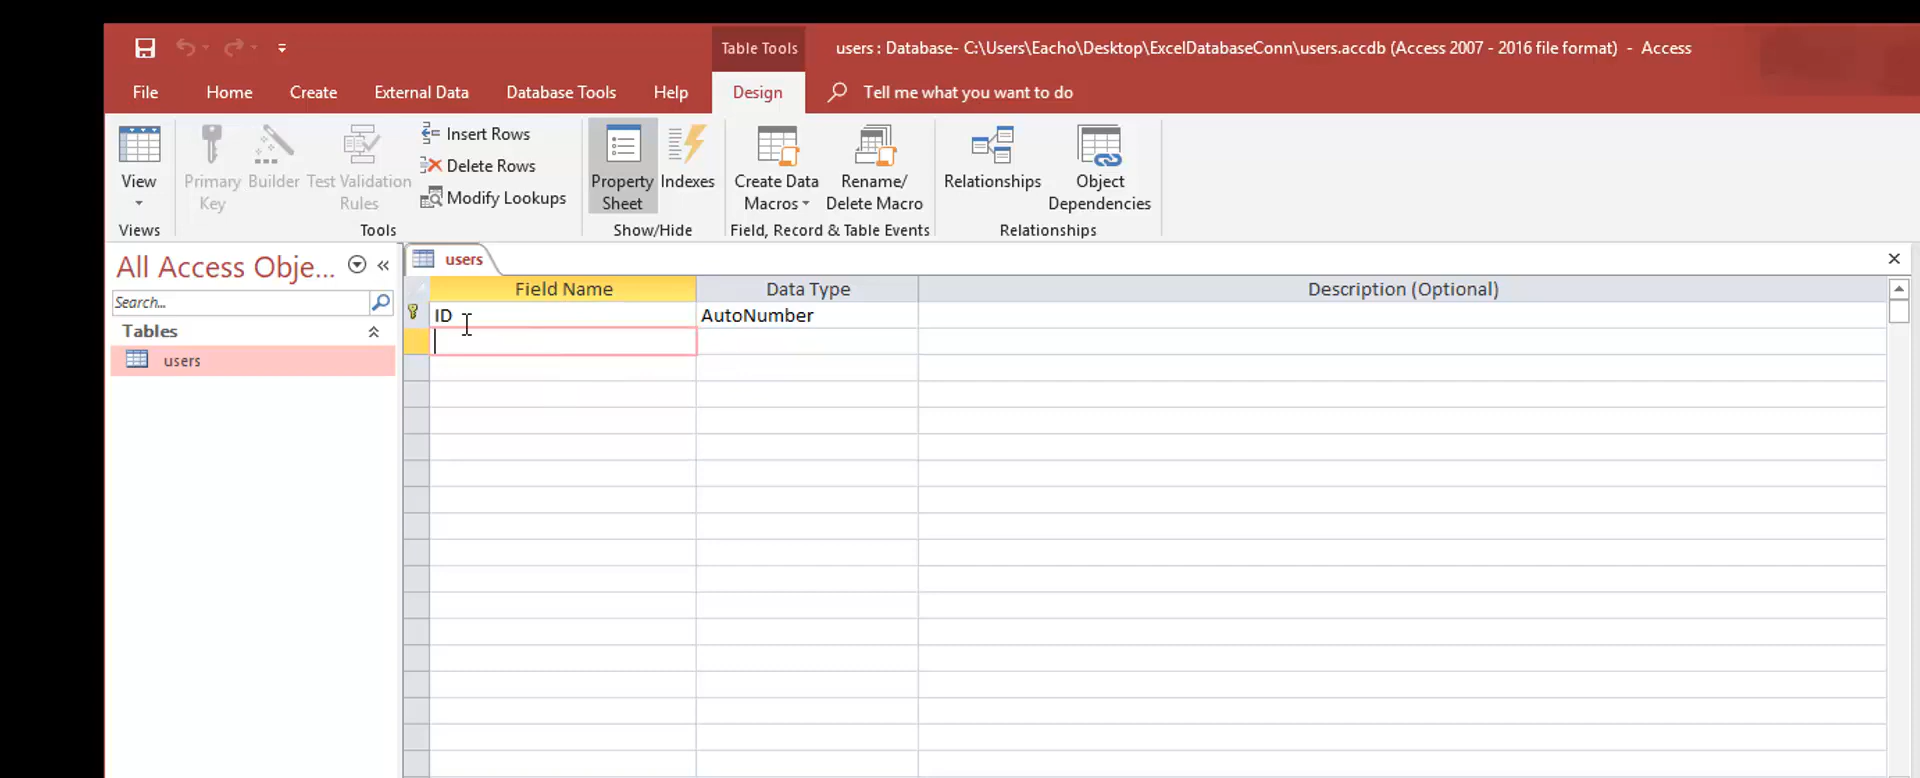 Table Tools
users : Database- C:\Users\Eacho\Desktop\ExcelDatabaseConn\users.accdb (Access 2007 - 2016 file format) - Access
File Home Create External Data Database Tools Help Design Tell me what you want to do
View
Primary Key
Builder
Test Validation Rules
Insert Rows
Delete Rows
Modify Lookups
Property Sheet
Indexes
Create Data Macros
Rename/ Delete Macro
Relationships
Object Dependencies
Views Tools Show/Hide Field, Record & Table Events Relationships
All Access Obje...
Search...
Tables
users
users
Field Name Data Type Description (Optional)
ID AutoNumber